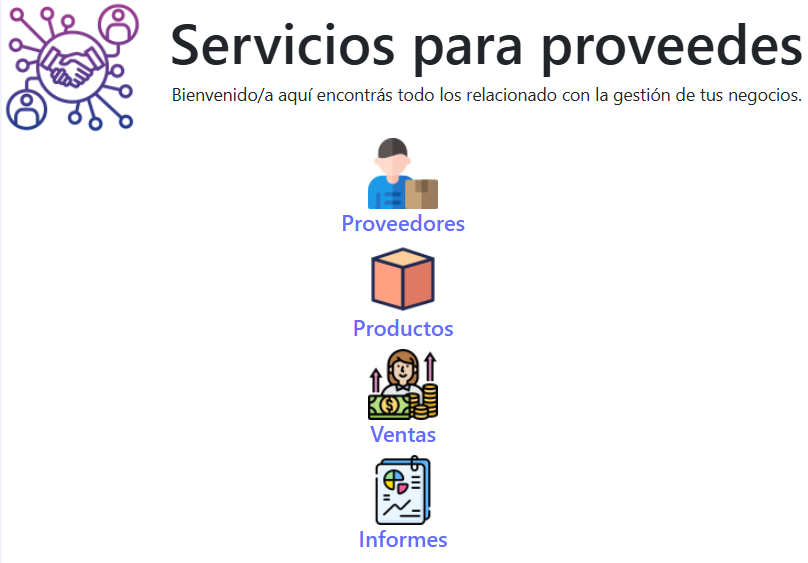 Servicios para proveedes
Bienvenido/a aquí encontrás todo los relacionado con la gestión de tus negocios.
Proveedores
Productos
$
Ventas
Informes